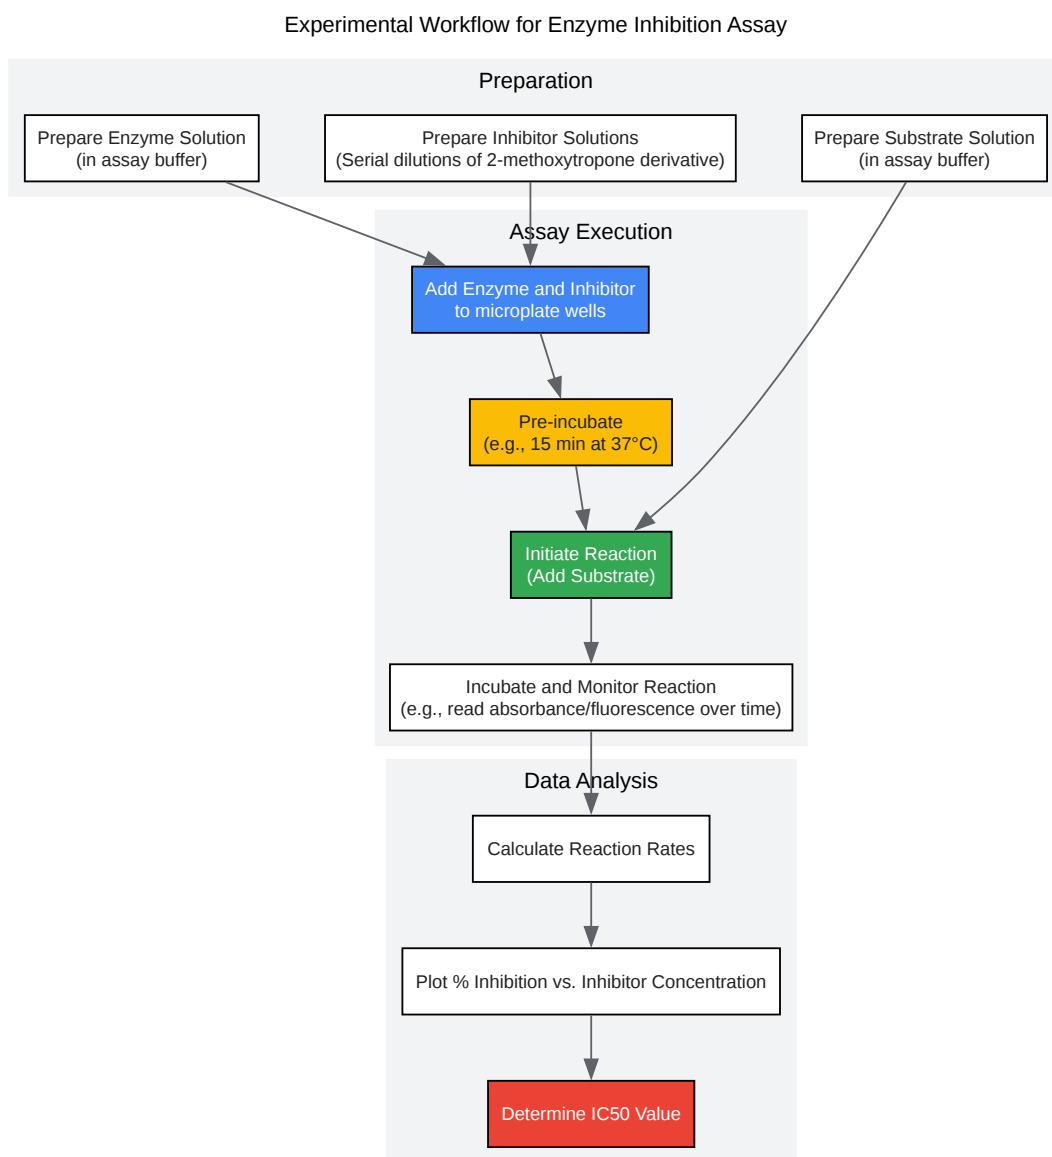 Experimental Workflow for Enzyme Inhibition Assay
Preparation
Prepare Enzyme Solution
(in assay buffer)
Prepare Inhibitor Solutions
(Serial dilutions of 2-methoxytropone derivative)
Prepare Substrate Solution
(in assay buffer)
Assay Execution
Add Enzyme and Inhibitor
to microplate wells
Pre-incubate
(e.g., 15 min at 37°C)
Initiate Reaction
(Add Substrate)
Incubate and Monitor Reaction
(e.g., read absorbance/fluorescence over time)
Data Analysis
Calculate Reaction Rates
Plot % Inhibition vs. Inhibitor Concentration
Determine IC50 Value